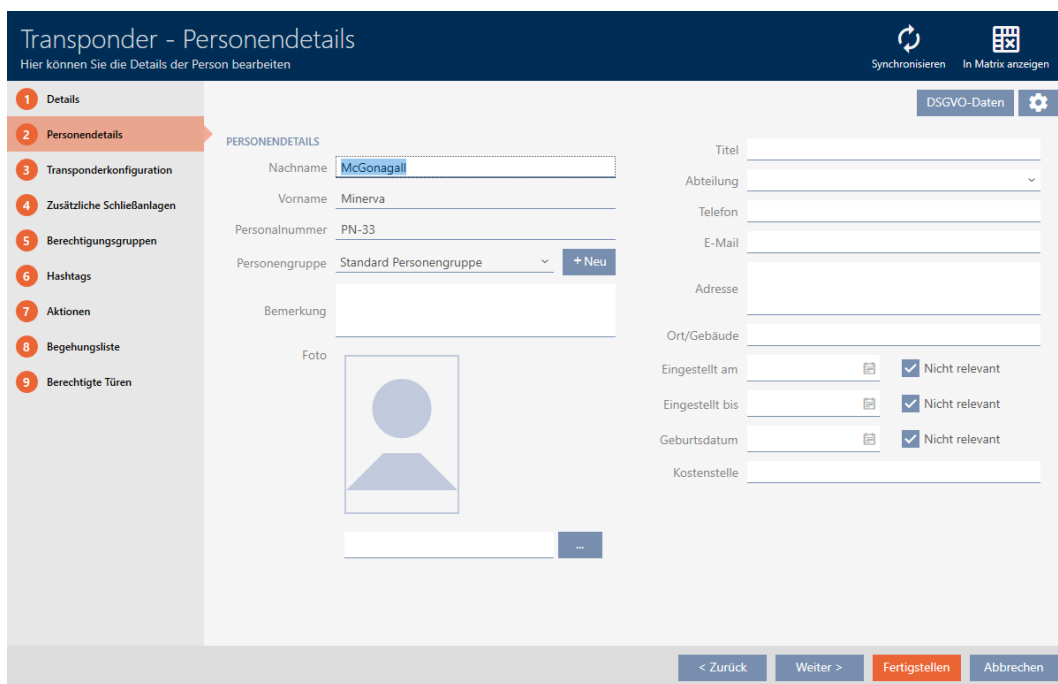 Transponder - Personendetails
Hier können Sie die Details der Person bearbeiten
Synchronisieren
In Matrix anzeigen
1 Details
2 Personendetails
3 Transponderkonfiguration
4 Zusätzliche Schließanlagen
5 Berechtigungsgruppen
6 Hashtags
7 Aktionen
8 Begehungsliste
9 Berechtigte Türen
DSGVO-Daten
PERSONENDETAILS
Nachname McGonagall
Vorname Minerva
Personalnummer PN-33
Personengruppe Standard Personengruppe + Neu
Bemerkung
Foto
...
Titel
Abteilung
Telefon
E-Mail
Adresse
Ort/Gebäude
Eingestellt am Nicht relevant
Eingestellt bis Nicht relevant
Geburtsdatum Nicht relevant
Kostenstelle
< Zurück
Weiter >
Fertigstellen
Abbrechen